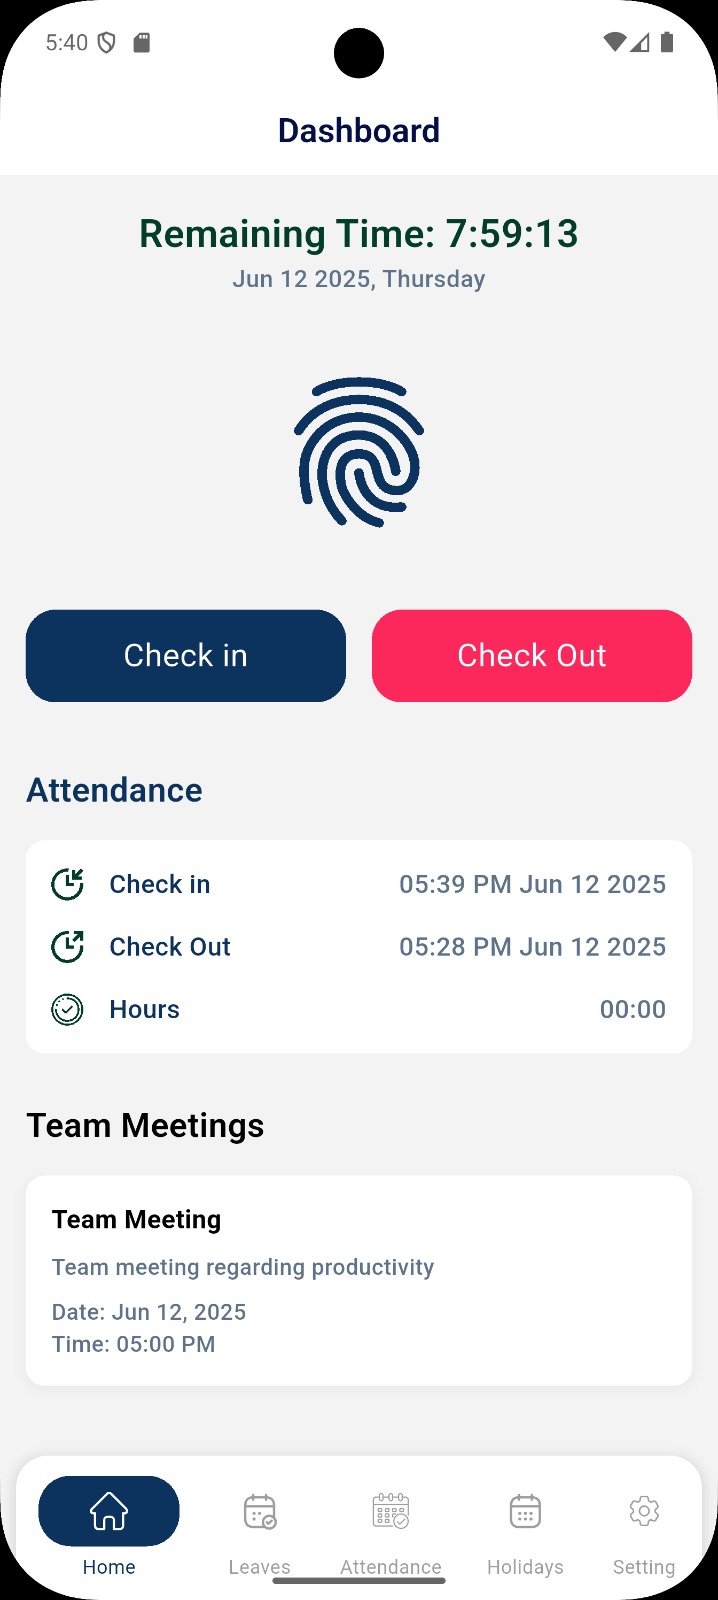 5:40
Dashboard
Remaining Time: 7:59:13
Jun 12 2025, Thursday
Check in
Check Out
Attendance
Check in 05:39 PM Jun 12 2025
Check Out 05:28 PM Jun 12 2025
Hours 00:00
Team Meetings
Team Meeting
Team meeting regarding productivity
Date: Jun 12, 2025
Time: 05:00 PM
Home Leaves Attendance Holidays Setting